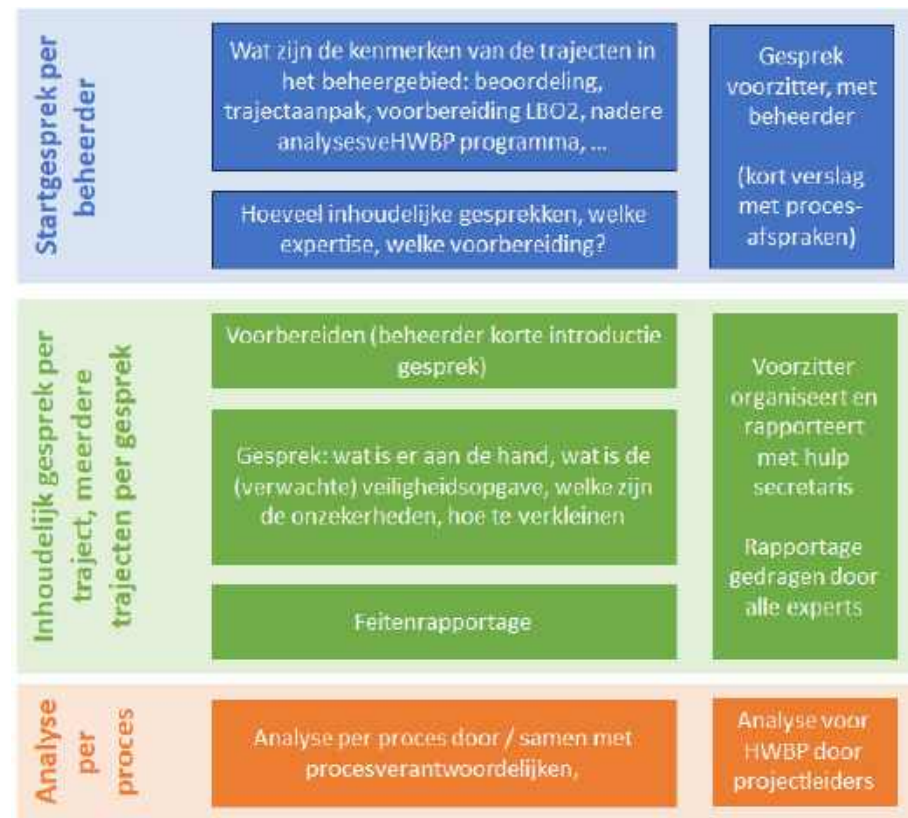 Startgesprek per
beheerder
Wat zijn de kenmerken van de trajecten in
het beheergebied: beoordeling,
trajectaanpak, voorbereiding LBO2, nadere
analysesveHWBP programma, ...
Hoeveel inhoudelijke gesprekken, welke
expertise, welke voorbereiding?
Gesprek
voorzitter, met
beheerder
(kort verslag
met proces-
afspraken)
Inhoudelijk gesprek per
traject, meerdere
trajecten per gesprek
Voorbereiden (beheerder korte introductie
gesprek)
Gesprek: wat is er aan de hand, wat is de
(verwachte) veiligheidsopgave, welke zijn
de onzekerheden, hoe te verkleinen
Feitenrapportage
Voorzitter
organiseert en
rapporteert
met hulp
secretaris
Rapportage
gedragen door
alle experts
Analyse
per
proces
Analyse per proces door / samen met
procesverantwoordelijken,
Analyse voor
HWBP door
projectleiders